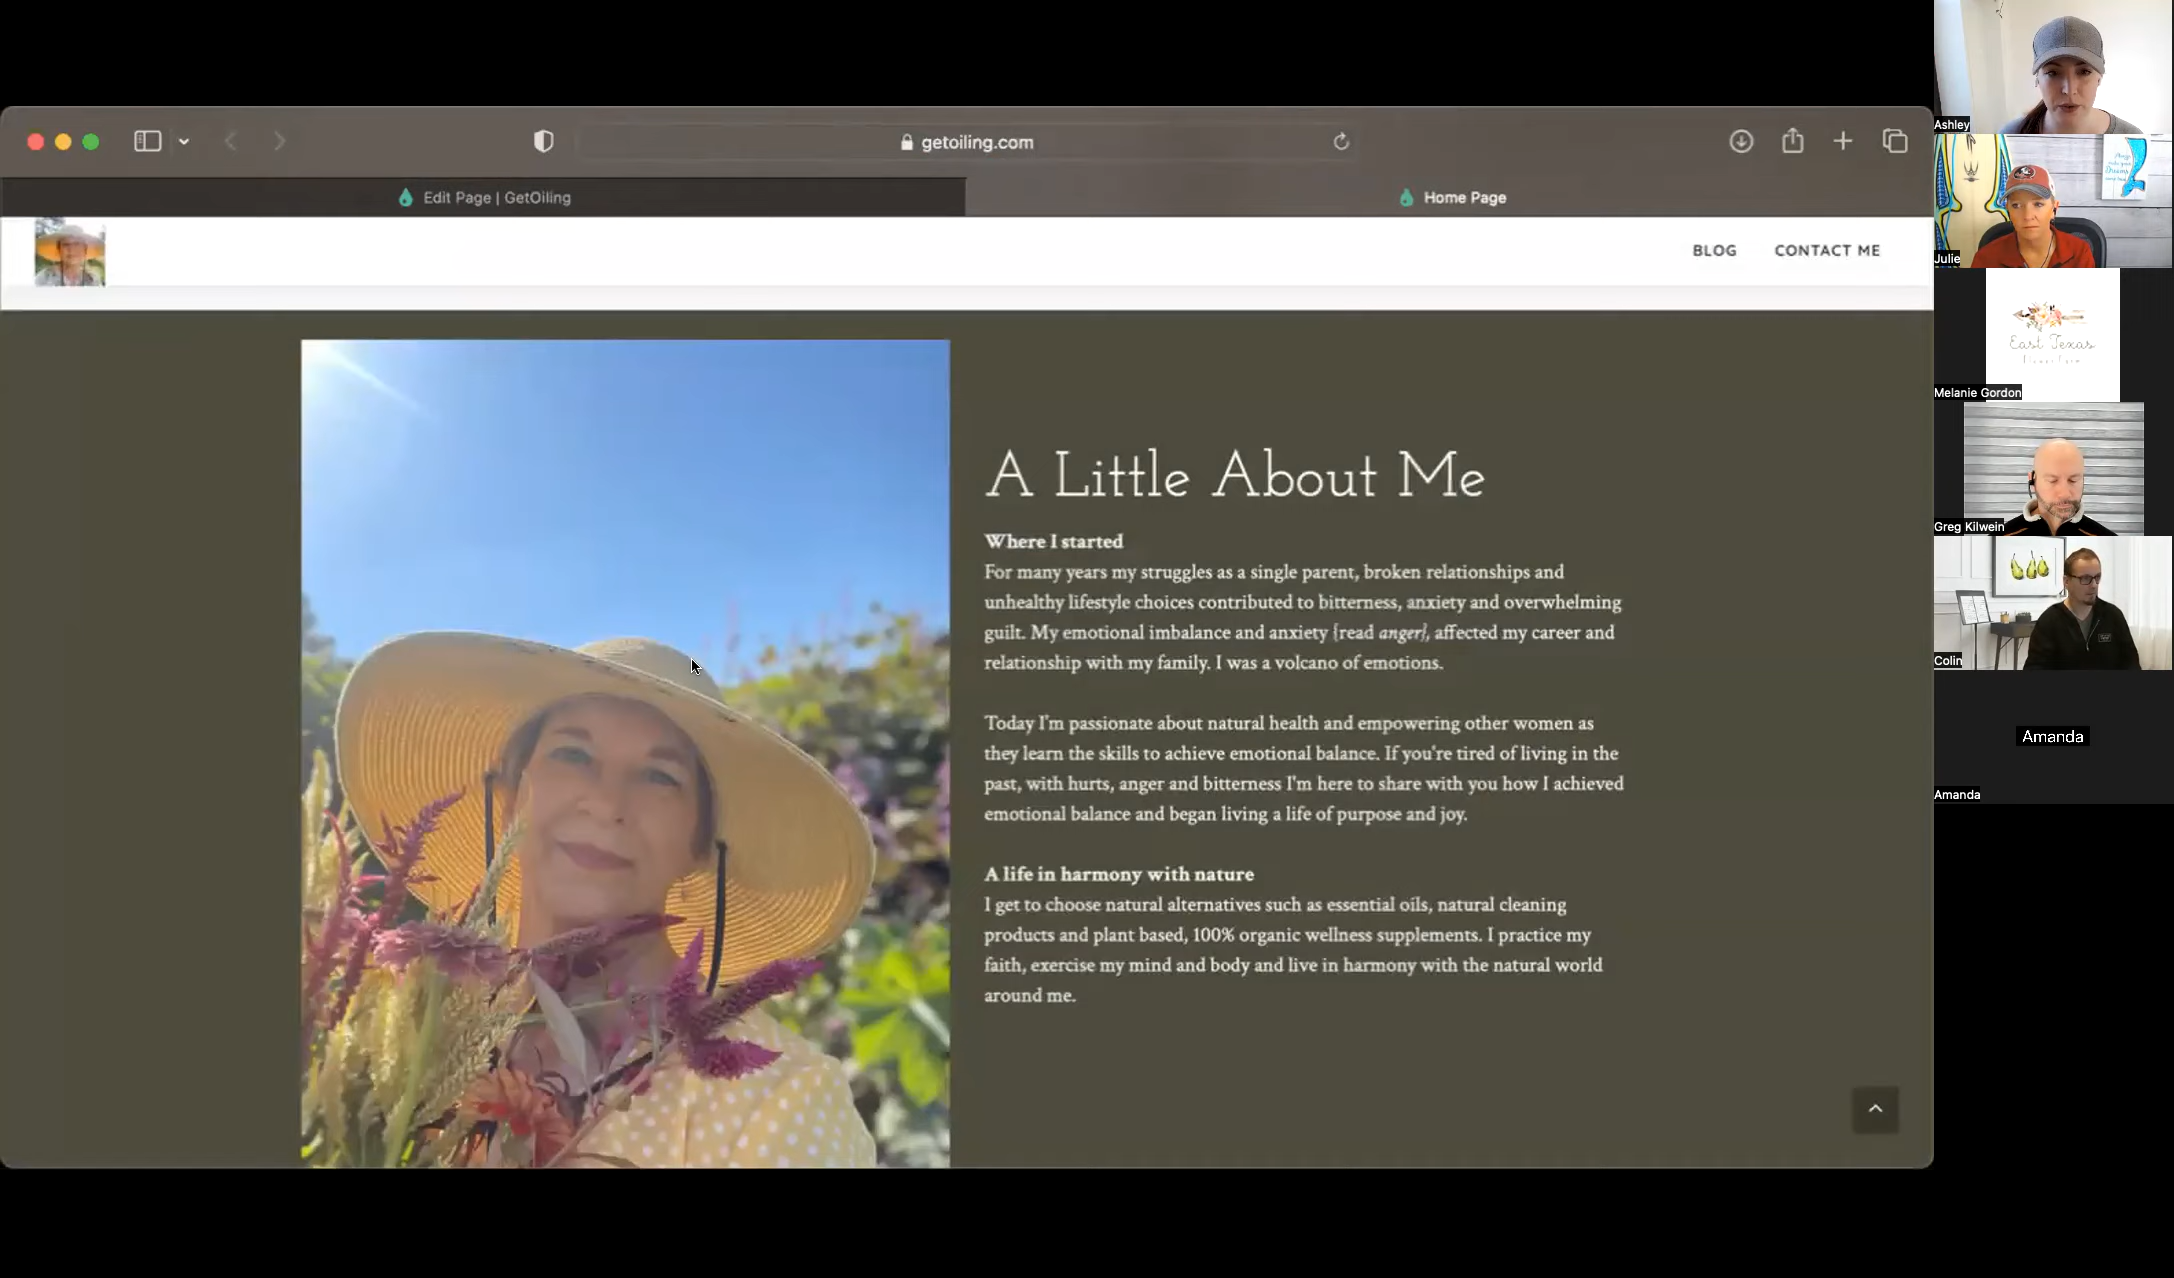 getoiling.com
Edit Page | GetOiling
Home Page
BLOG
CONTACT ME
A Little About Me
Where I started
For many years my struggles as a single parent, broken relationships and
unhealthy lifestyle choices contributed to bitterness, anxiety and overwhelming
guilt. My emotional imbalance and anxiety {read anger}, affected my career and
relationship with my family. I was a volcano of emotions.
Today I'm passionate about natural health and empowering other women as
they learn the skills to achieve emotional balance. If you're tired of living in the
past, with hurts, anger and bitterness I'm here to share with you how I achieved
emotional balance and began living a life of purpose and joy.
A life in harmony with nature
I get to choose natural alternatives such as essential oils, natural cleaning
products and plant based, 100% organic wellness supplements. I practice my
faith, exercise my mind and body and live in harmony with the natural world
around me.
Ashley
Dreams
Julie
East Texas
Melanie Gordon
Greg Kilwein
Colin
Amanda
Amanda